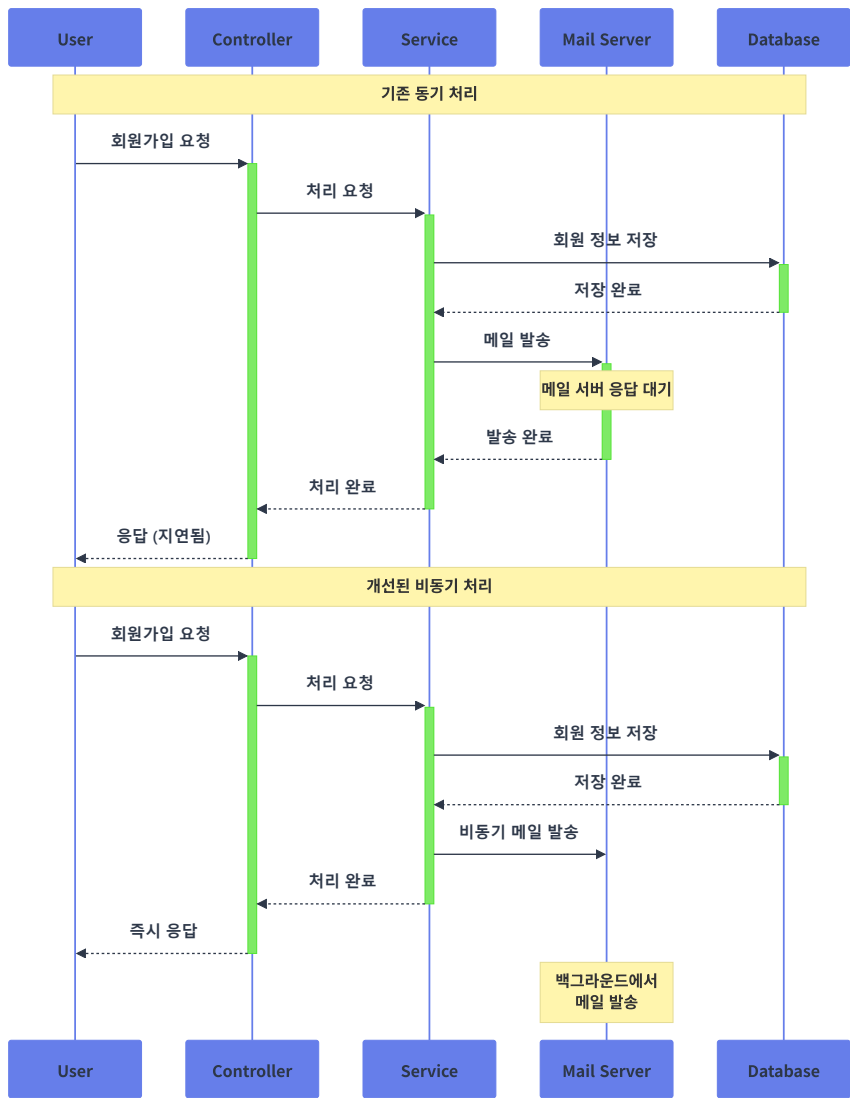 User
Controller
Service
Mail Server
Database
기존 동기 처리
회원가입 요청
처리 요청
회원 정보 저장
저장 완료
메일 발송
메일 서버 응답 대기
발송 완료
처리 완료
응답 (지연됨)
개선된 비동기 처리
회원가입 요청
처리 요청
회원 정보 저장
저장 완료
비동기 메일 발송
처리 완료
즉시 응답
백그라운드에서
메일 발송
User
Controller
Service
Mail Server
Database